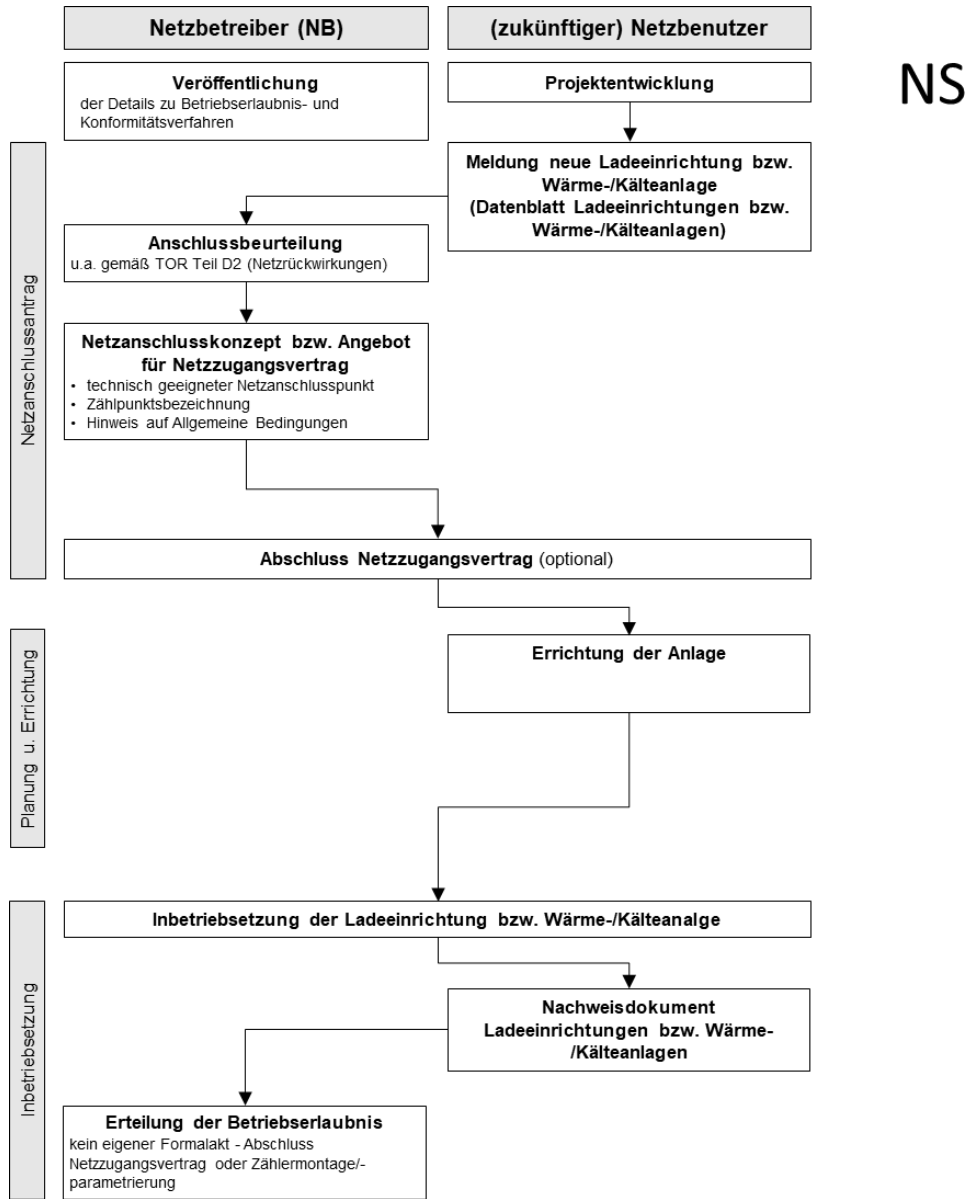 Netzbetreiber (NB)
(zukünftiger) Netzbenutzer
NS
Veröffentlichung
der Details zu Betriebserlaubnis- und
Konformitätsverfahren
Projektentwicklung
Netzanschlussantrag
Meldung neue Ladeeinrichtung bzw.
Wärme-/Kälteanlage
(Datenblatt Ladeeinrichtungen bzw.
Wärme-/Kälteanlagen)
Anschlussbeurteilung
u.a. gemäß TOR Teil D2 (Netzrückwirkungen)
Netzanschlusskonzept bzw. Angebot
für Netzzugangsvertrag
• technisch geeigneter Netzanschlusspunkt
• Zählpunktsbezeichnung
• Hinweis auf Allgemeine Bedingungen
Abschluss Netzzugangsvertrag (optional)
Planung u. Errichtung
Errichtung der Anlage
Inbetriebsetzung
Inbetriebsetzung der Ladeeinrichtung bzw. Wärme-/Kälteanalge
Nachweisdokument
Ladeeinrichtungen bzw. Wärme-
/Kälteanlagen
Erteilung der Betriebserlaubnis
kein eigener Formalakt - Abschluss
Netzzugangsvertrag oder Zählermontage/-
parametrierung